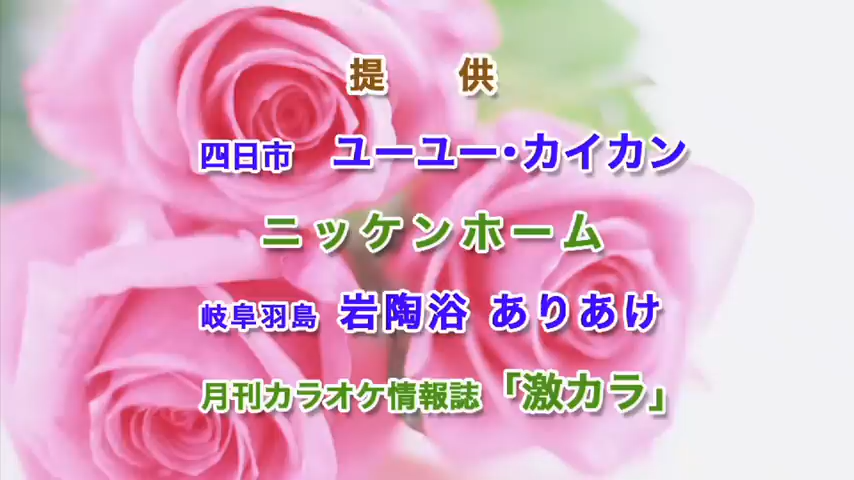 提　供
四日市　ユーユー・カイカン
ニッケンホーム
岐阜羽島 岩陶浴 ありあけ
月刊カラオケ情報誌「激カラ」